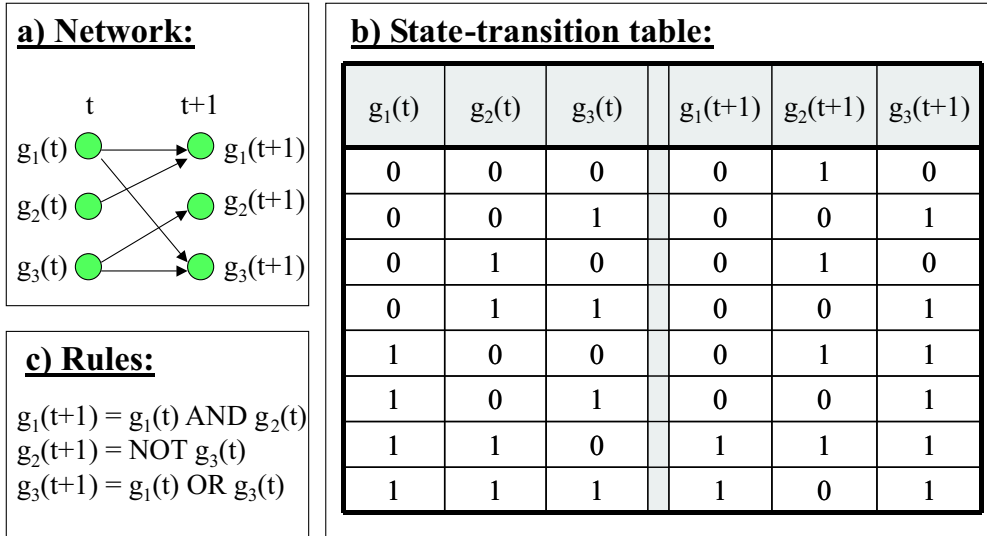 a) Network:
t t+1
g₁(t) g₁(t+1)
g₂(t) g₂(t+1)
g₃(t) g₃(t+1)
c) Rules:
g₁(t+1) = g₁(t) AND g₂(t)
g₂(t+1) = NOT g₃(t)
g₃(t+1) = g₁(t) OR g₃(t)
b) State-transition table:
g₁(t) g₂(t) g₃(t) g₁(t+1) g₂(t+1) g₃(t+1)
0 0 0 0 1 0
0 0 1 0 0 1
0 1 0 0 1 0
0 1 1 0 0 1
1 0 0 0 1 1
1 0 1 0 0 1
1 1 0 1 1 1
1 1 1 1 0 1